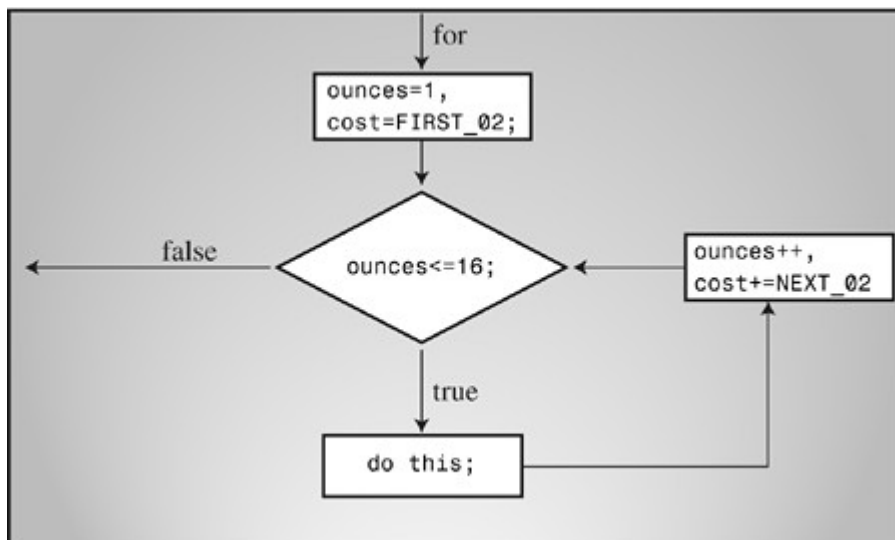 for
ounces=1,
cost=FIRST_02;
false
ounces<=16;
ounces++,
cost+=NEXT_02
true
do this;